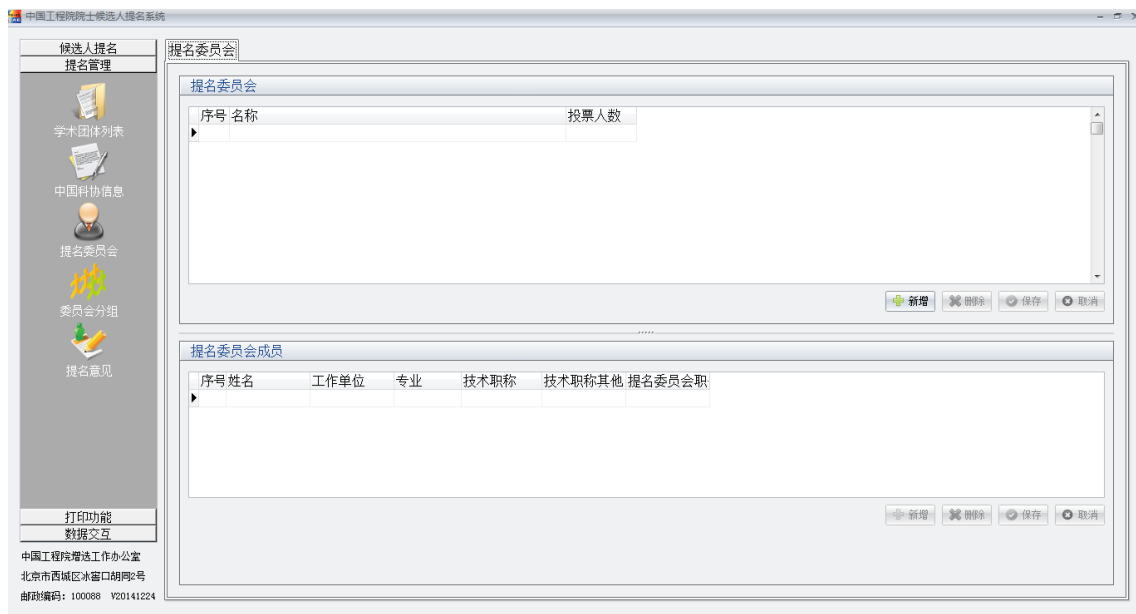 中国工程院院士候选人提名系统
候选人提名
提名管理
学术团体列表
中国科协信息
提名委员会
委员会分组
提名意见
打印功能
数据交互
中国工程院增选工作办公室
北京市西城区冰窖口胡同2号
邮政编码：100088 V20141224
提名委员会
提名委员会
序号 名称 投票人数
新增 删除 保存 取消
提名委员会成员
序号 姓名 工作单位 专业 技术职称 技术职称其他 提名委员会职
新增 删除 保存 取消